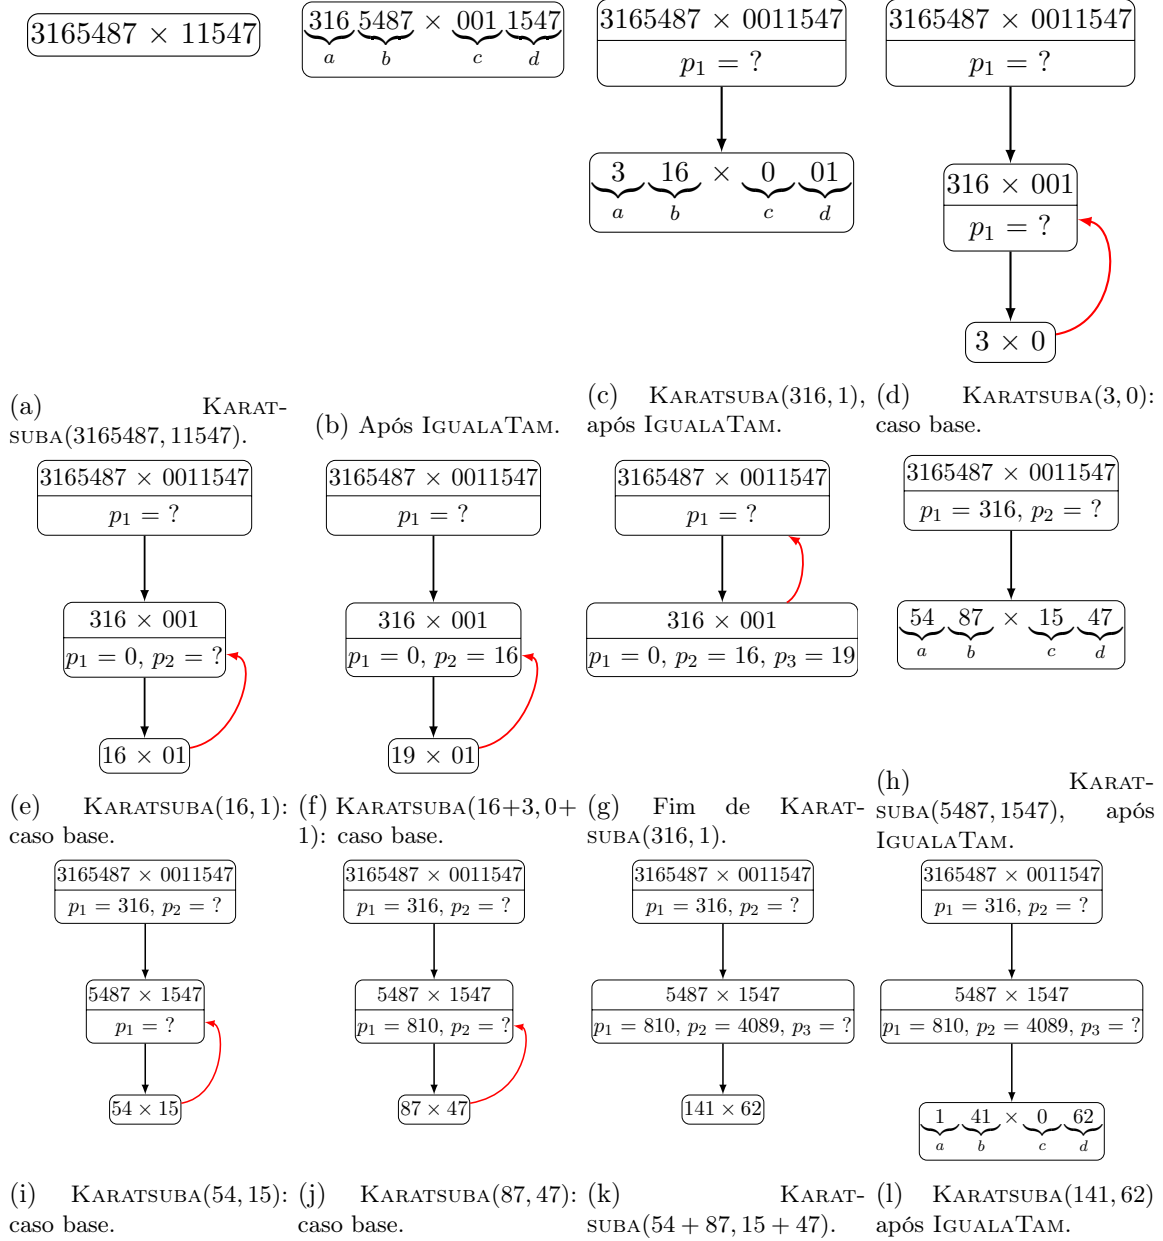 3165487 × 11547
(a) KARAT-
SUBA(3165487, 11547).
316 5487 × 001 1547
a b c d
(b) Após IGUALATAM.
3165487 × 0011547
p₁ = ?
3 16 × 0 01
a b c d
(c) KARATSUBA(316, 1),
após IGUALATAM.
3165487 × 0011547
p₁ = ?
316 × 001
p₁ = ?
3 × 0
(d) KARATSUBA(3, 0):
caso base.
3165487 × 0011547
p₁ = ?
316 × 001
p₁ = 0, p₂ = ?
16 × 01
(e) KARATSUBA(16, 1):
caso base.
3165487 × 0011547
p₁ = ?
316 × 001
p₁ = 0, p₂ = 16
19 × 01
(f) KARATSUBA(16+3, 0+
1): caso base.
3165487 × 0011547
p₁ = ?
316 × 001
p₁ = 0, p₂ = 16, p₃ = 19
(g) Fim de KARAT-
SUBA(316, 1).
3165487 × 0011547
p₁ = 316, p₂ = ?
54 87 × 15 47
a b c d
(h) KARAT-
SUBA(5487, 1547), após
IGUALATAM.
3165487 × 0011547
p₁ = 316, p₂ = ?
5487 × 1547
p₁ = ?
54 × 15
(i) KARATSUBA(54, 15):
caso base.
3165487 × 0011547
p₁ = 316, p₂ = ?
5487 × 1547
p₁ = 810, p₂ = ?
87 × 47
(j) KARATSUBA(87, 47):
caso base.
3165487 × 0011547
p₁ = 316, p₂ = ?
5487 × 1547
p₁ = 810, p₂ = 4089, p₃ = ?
141 × 62
(k) KARAT-
SUBA(54 + 87, 15 + 47).
3165487 × 0011547
p₁ = 316, p₂ = ?
5487 × 1547
p₁ = 810, p₂ = 4089, p₃ = ?
1 41 × 0 62
a b c d
(l) KARATSUBA(141, 62)
após IGUALATAM.